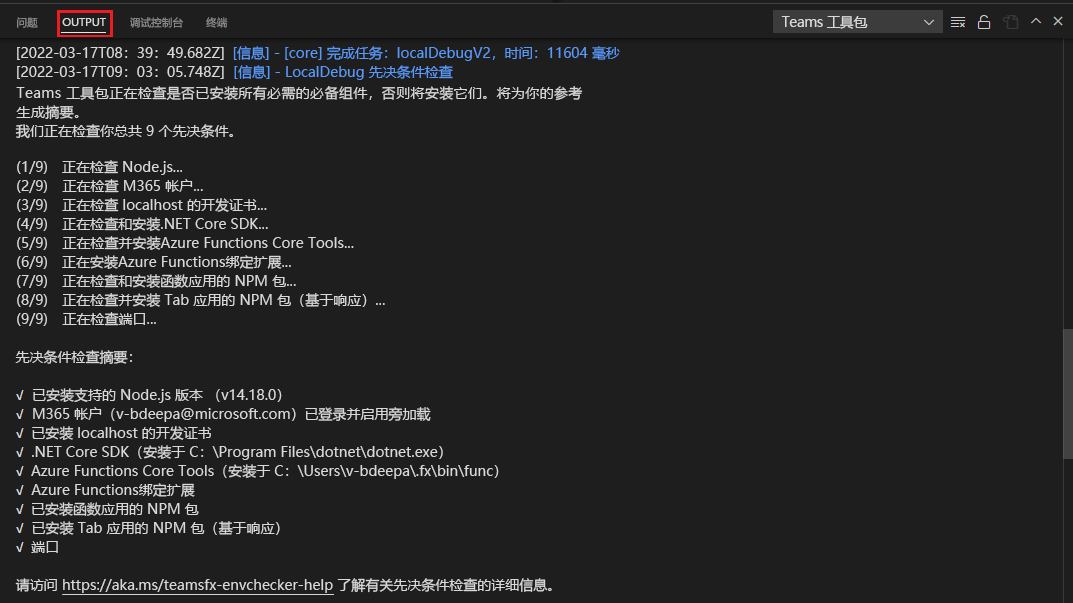 问题 OUTPUT 调试控制台 终端 Teams 工具包
[2022-03-17T08：39：49.682Z] [信息] - [core] 完成任务：localDebugV2，时间：11604 毫秒
[2022-03-17T09：03：05.748Z] [信息] - LocalDebug 先决条件检查
Teams 工具包正在检查是否已安装所有必需的必备组件，否则将安装它们。将为你的参考
生成摘要。
我们正在检查你总共 9 个先决条件。
(1/9) 正在检查 Node.js...
(2/9) 正在检查 M365 帐户...
(3/9) 正在检查 localhost 的开发证书...
(4/9) 正在检查和安装.NET Core SDK...
(5/9) 正在检查并安装Azure Functions Core Tools...
(6/9) 正在安装Azure Functions绑定扩展...
(7/9) 正在检查和安装函数应用的 NPM 包...
(8/9) 正在检查并安装 Tab 应用的 NPM 包（基于响应）...
(9/9) 正在检查端口...
先决条件检查摘要：
√ 已安装支持的 Node.js 版本 （v14.18.0）
√ M365 帐户（v-bdeepa@microsoft.com）已登录并启用旁加载
√ 已安装 localhost 的开发证书
√ .NET Core SDK（安装于 C：\Program Files\dotnet\dotnet.exe）
√ Azure Functions Core Tools（安装于 C：\Users\v-bdeepa\.fx\bin\func）
√ Azure Functions绑定扩展
√ 已安装函数应用的 NPM 包
√ 已安装 Tab 应用的 NPM 包（基于响应）
√ 端口
请访问 https://aka.ms/teamsfx-envchecker-help 了解有关先决条件检查的详细信息。